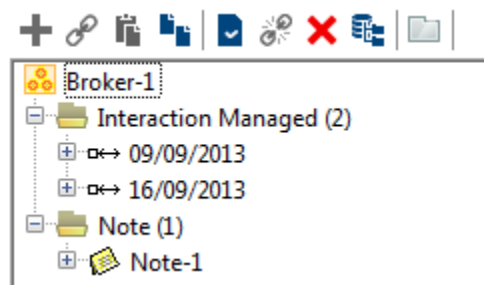 Broker-1
Interaction Managed (2)
09/09/2013
16/09/2013
Note (1)
Note-1